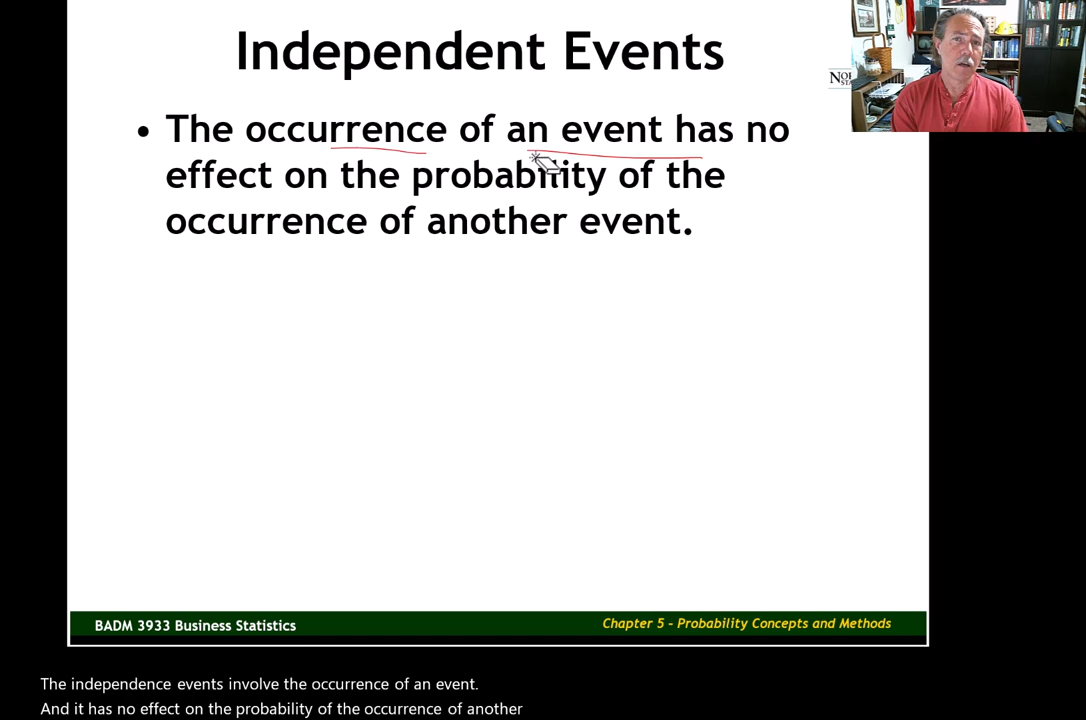 Independent Events
• The occurrence of an event has no
effect on the probability of the
occurrence of another event.
BADM 3933 Business Statistics
Chapter 5 - Probability Concepts and Methods
The independence events involve the occurrence of an event.
And it has no effect on the probability of the occurrence of another